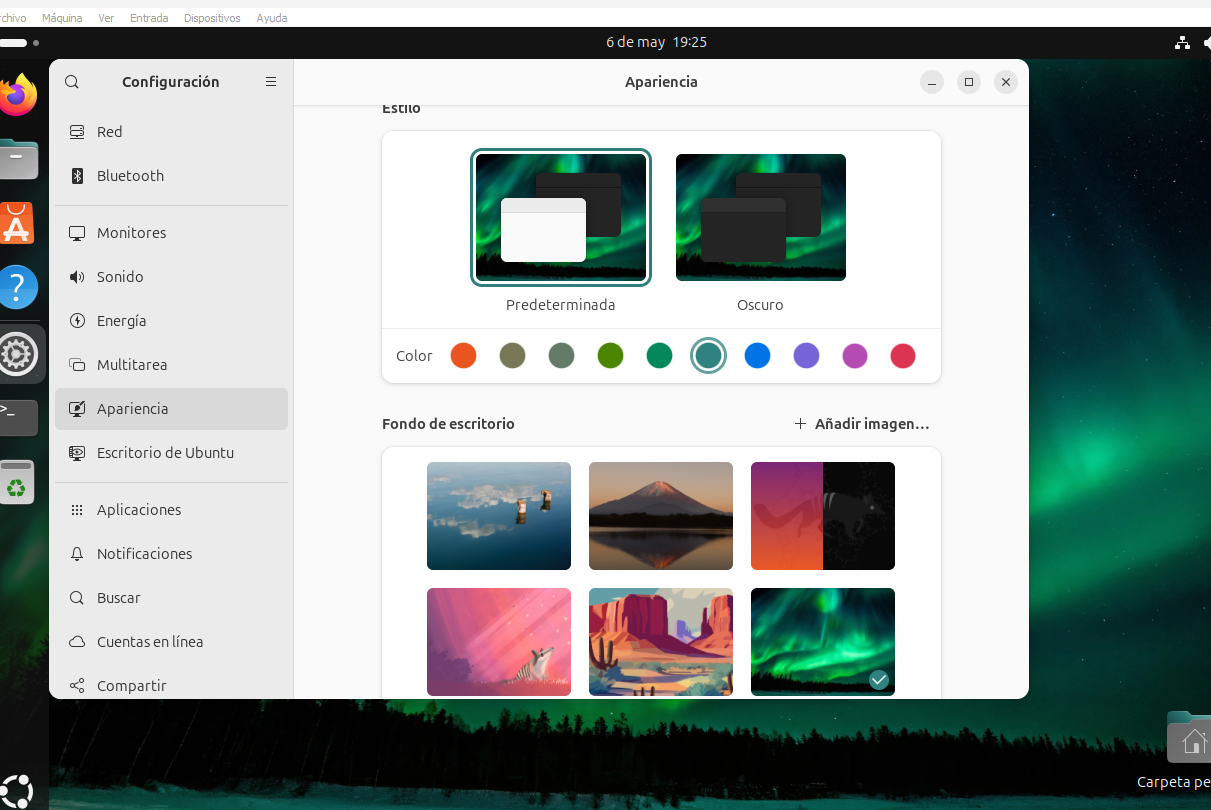 rchivo Máquina Ver Entrada Dispositivos Ayuda
6 de may 19:25
Configuración
Apariencia
Red
Bluetooth
Monitores
Sonido
Energía
Multitarea
Apariencia
Escritorio de Ubuntu
Aplicaciones
Notificaciones
Buscar
Cuentas en línea
Compartir
Estilo
Predeterminada
Oscuro
Color
Fondo de escritorio
+ Añadir imagen...
Carpeta pe